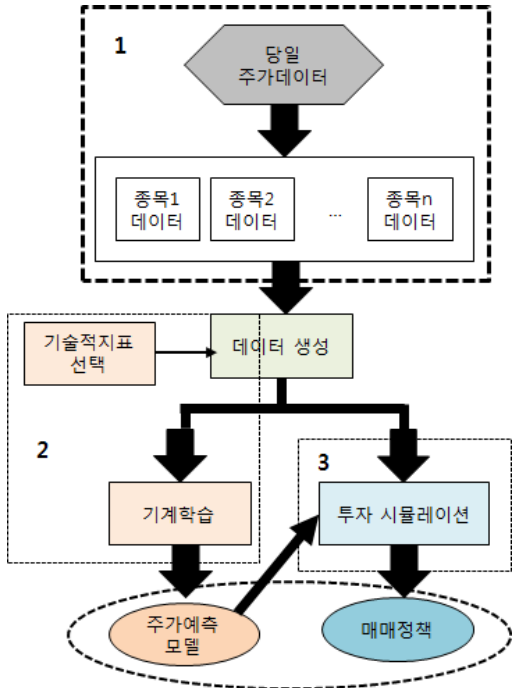 1
당일
주가데이터
종목1
데이터
종목2
데이터
...
종목n
데이터
기술적지표
선택
데이터 생성
2
3
기계학습
투자 시뮬레이션
주가예측
모델
매매정책